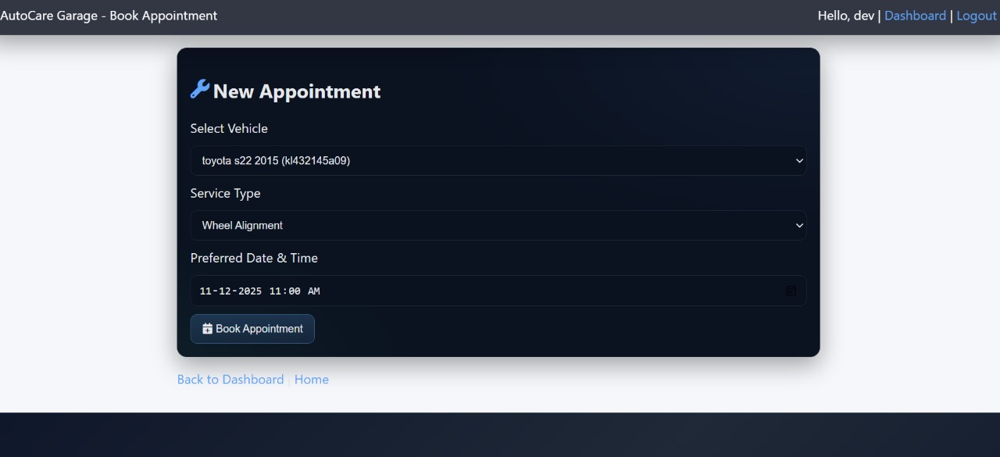 AutoCare Garage - Book Appointment
Hello, dev | Dashboard | Logout
New Appointment
Select Vehicle
toyota s22 2015 (kl432145a09)
Service Type
Wheel Alignment
Preferred Date & Time
11-12-2025 11:00 AM
Book Appointment
Back to Dashboard | Home